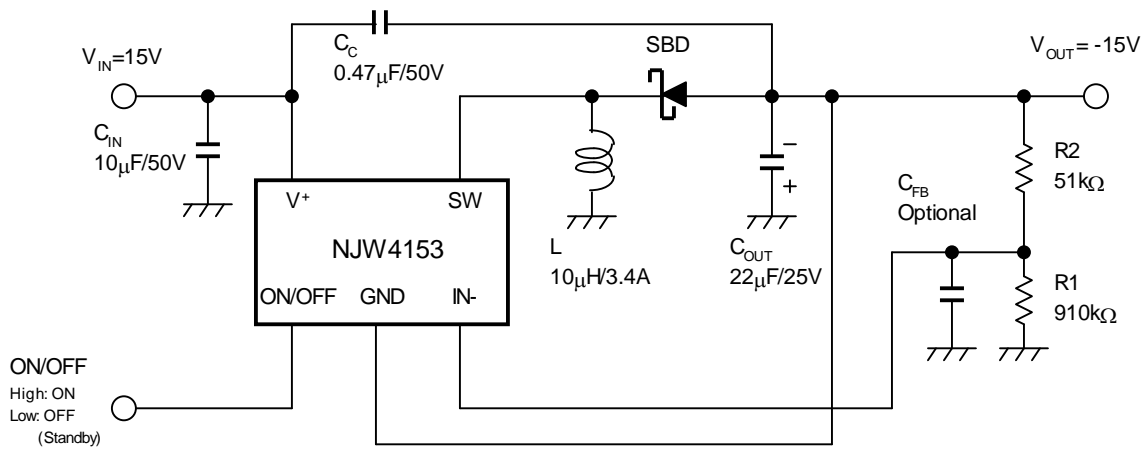 V_IN=15V
C_C
0.47μF/50V
SBD
V_OUT= -15V
C_IN
10μF/50V
V+
SW
NJW4153
ON/OFF
GND
IN-
L
10μH/3.4A
−
+
C_OUT
22μF/25V
C_FB
Optional
R2
51kΩ
R1
910kΩ
ON/OFF
High: ON
Low: OFF
(Standby)